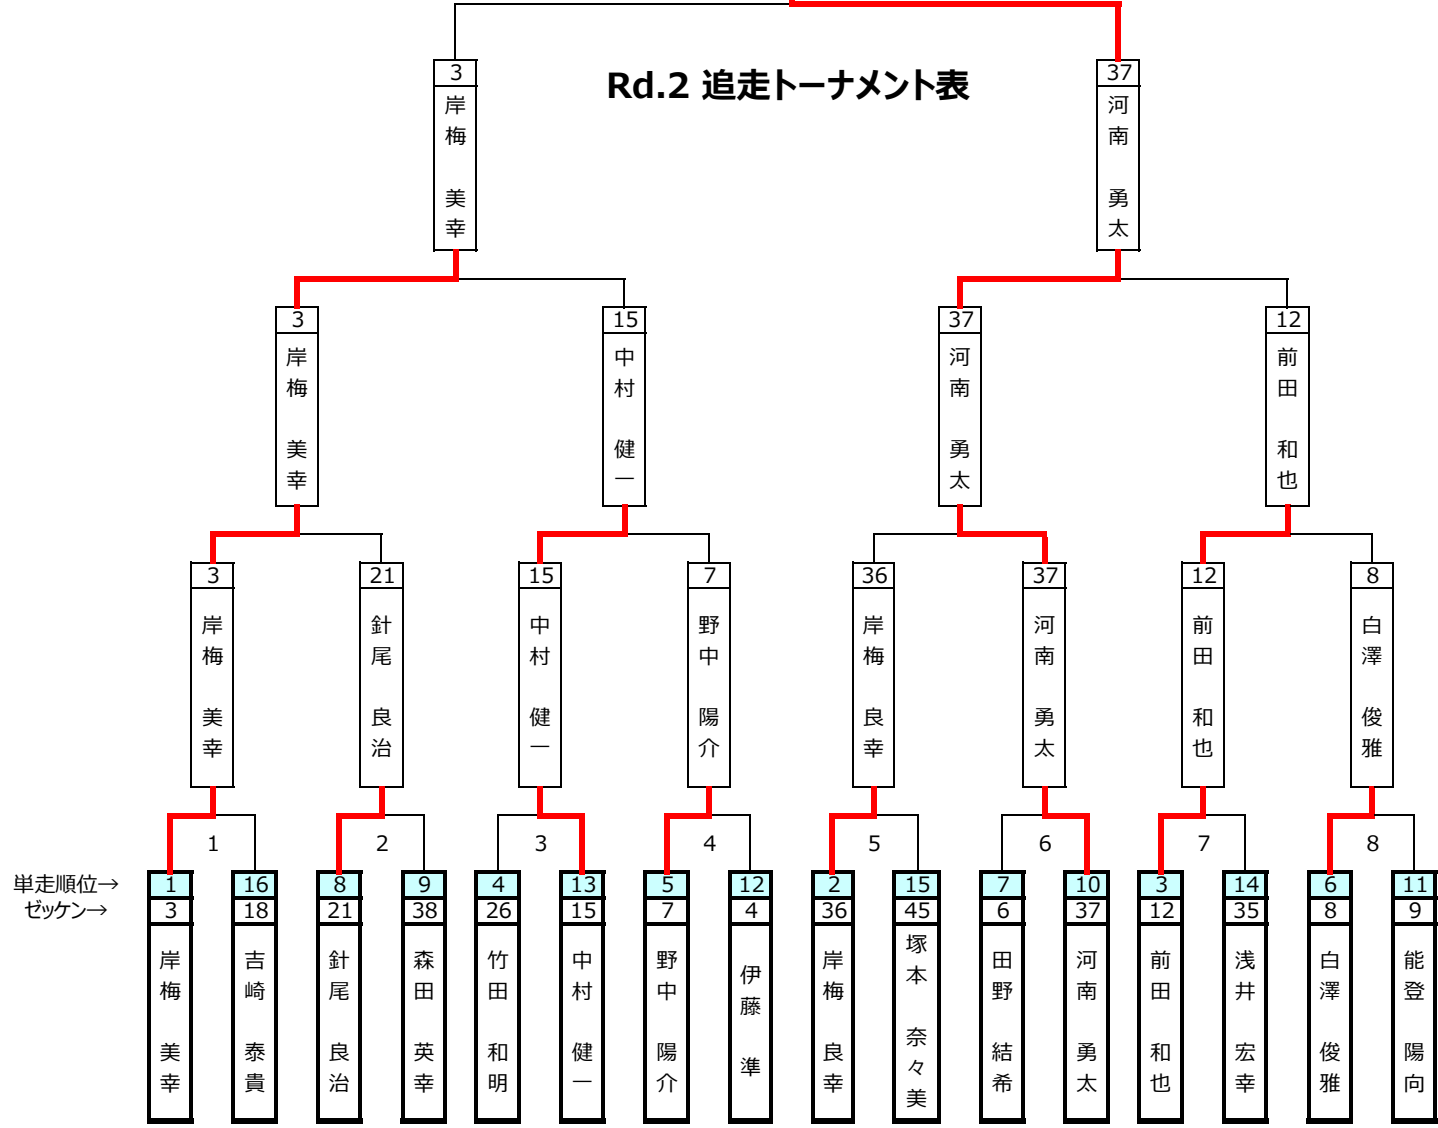 Rd.2 追走トーナメント表
3 37
岸梅 美幸 河南 勇太
3 15 37 12
岸梅 美幸 中村 健一 河南 勇太 前田 和也
3 21 15 7 36 37 12 8
岸梅 美幸 針尾 良治 中村 健一 野中 陽介 岸梅 良幸 河南 勇太 前田 和也 白澤 俊雅
1 2 3 4 5 6 7 8
単走順位→ 1 16 8 9 4 13 5 12 2 15 7 10 3 14 6 11
ゼッケン→ 3 18 21 38 26 15 7 4 36 45 6 37 12 35 8 9
岸梅 美幸 吉崎 泰貴 針尾 良治 森田 英幸 竹田 和明 中村 健一 野中 陽介 伊藤 準 岸梅 良幸 塚本 奈々美 田野 結希 河南 勇太 前田 和也 浅井 宏幸 白澤 俊雅 能登 陽向